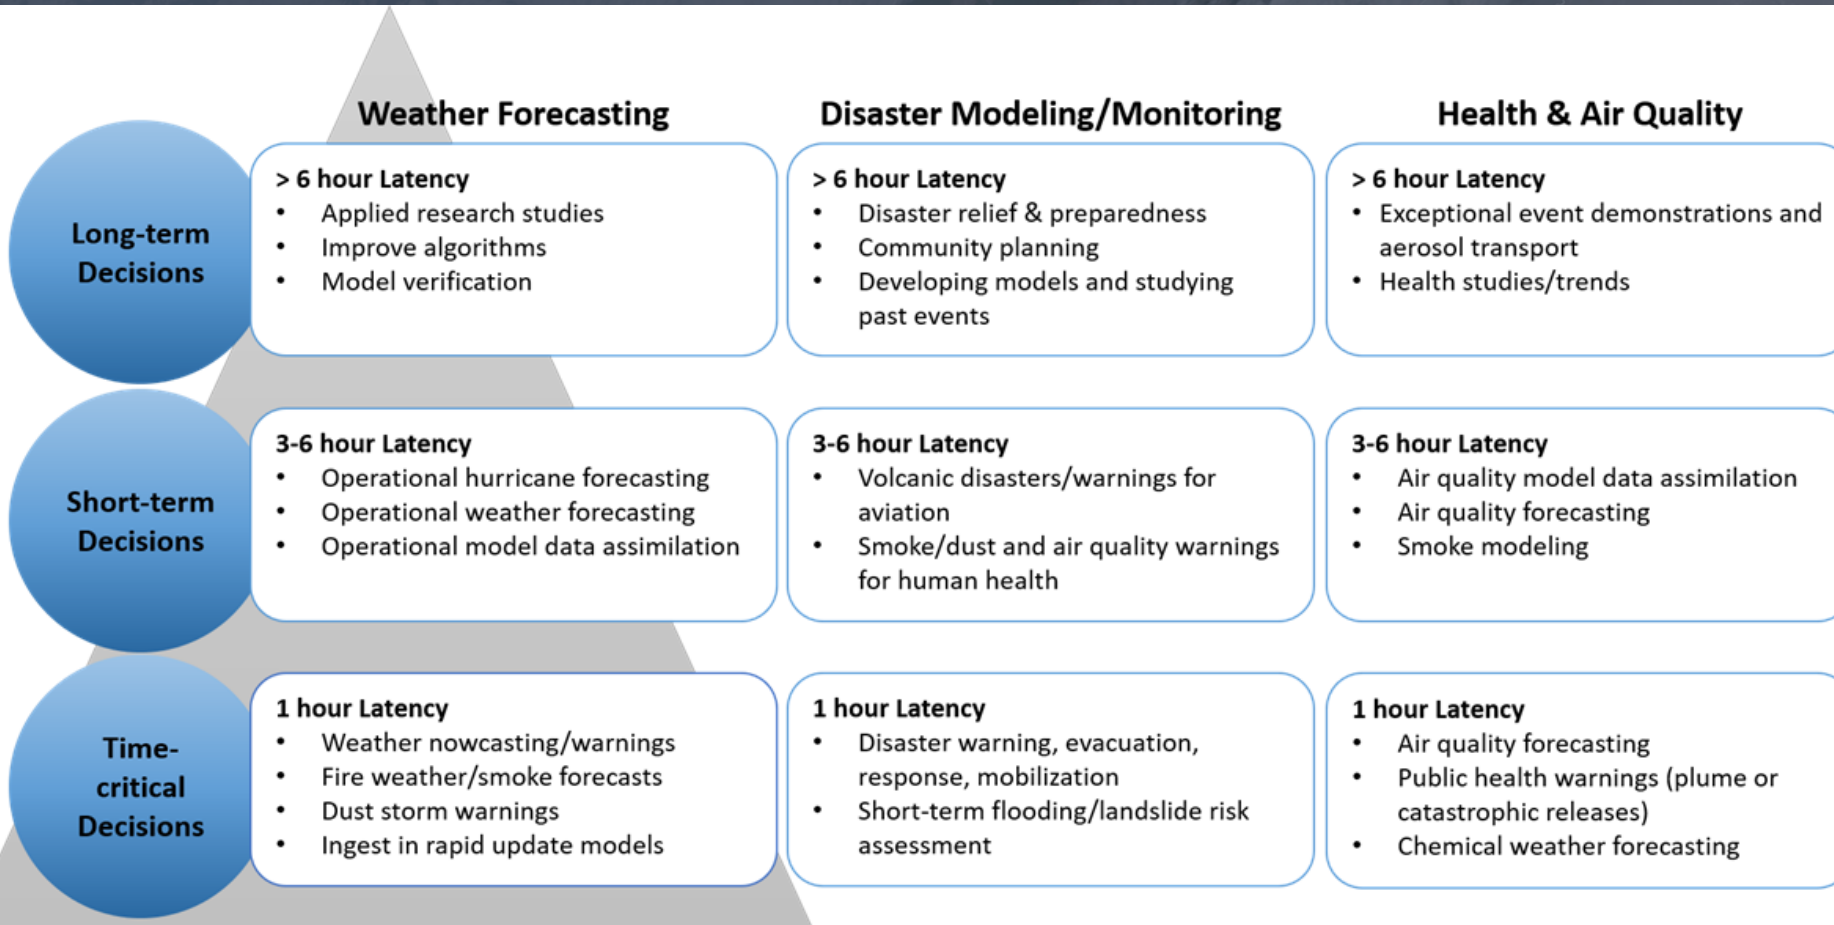 Weather Forecasting
Disaster Modeling/Monitoring
Health & Air Quality
Long-term
Decisions
> 6 hour Latency
• Applied research studies
• Improve algorithms
• Model verification
> 6 hour Latency
• Disaster relief & preparedness
• Community planning
• Developing models and studying
past events
> 6 hour Latency
• Exceptional event demonstrations and
aerosol transport
• Health studies/trends
Short-term
Decisions
3-6 hour Latency
• Operational hurricane forecasting
• Operational weather forecasting
• Operational model data assimilation
3-6 hour Latency
• Volcanic disasters/warnings for
aviation
• Smoke/dust and air quality warnings
for human health
3-6 hour Latency
• Air quality model data assimilation
• Air quality forecasting
• Smoke modeling
Time-
critical
Decisions
1 hour Latency
• Weather nowcasting/warnings
• Fire weather/smoke forecasts
• Dust storm warnings
• Ingest in rapid update models
1 hour Latency
• Disaster warning, evacuation,
response, mobilization
• Short-term flooding/landslide risk
assessment
1 hour Latency
• Air quality forecasting
• Public health warnings (plume or
catastrophic releases)
• Chemical weather forecasting